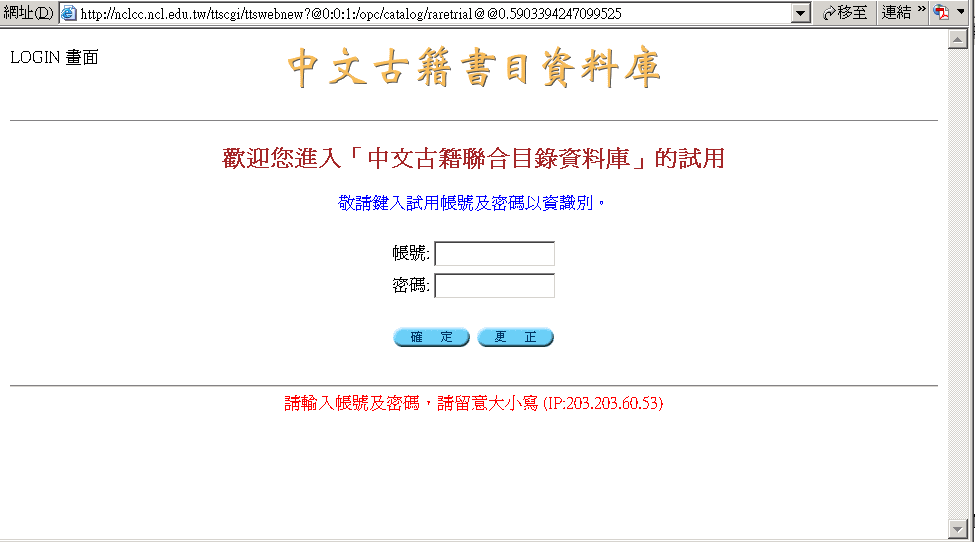 網址(D) http://nclcc.ncl.edu.tw/ttscgi/ttswebnew?@0:0:1:/opc/catalog/raretrial@@0.5903394247099525 移至 連結 »
LOGIN 畫面
中文古籍書目資料庫
歡迎您進入「中文古籍聯合目錄資料庫」的試用
敬請鍵入試用帳號及密碼以資識別。
帳號:
密碼:
確 定 更 正
請輸入帳號及密碼，請留意大小寫 (IP:203.203.60.53)